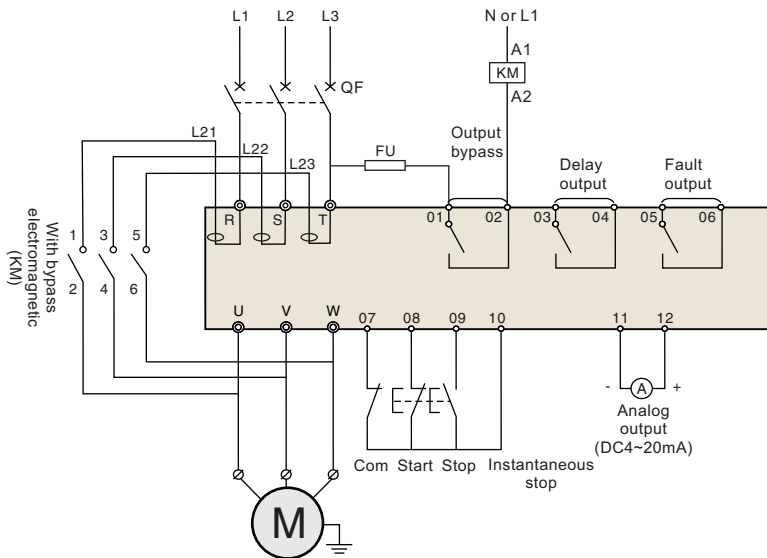 L1 L2 L3 N or L1
A1
KM
A2
QF
L21
L22
L23
FU
Output
bypass
Delay
output
Fault
output
R S T 01 02 03 04 05 06
With bypass
electromagnetic
(KM)
1 3 5
2 4 6
U V W 07 08 09 10 11 12
- A +
Analog
output
(DC4~20mA)
Com Start Stop Instantaneous
stop
M